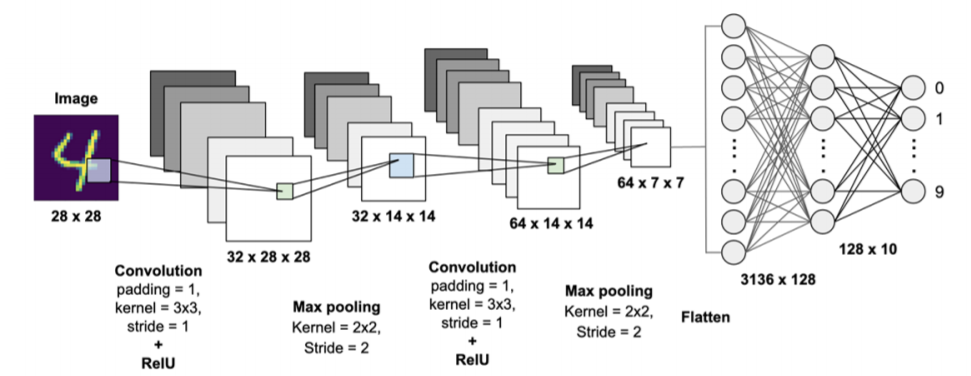 Image
28 x 28
32 x 28 x 28
Convolution
padding = 1,
kernel = 3x3,
stride = 1
+
RelU
32 x 14 x 14
Max pooling
Kernel = 2x2,
Stride = 2
64 x 14 x 14
Convolution
padding = 1,
kernel = 3x3,
stride = 1
+
RelU
64 x 7 x 7
Max pooling
Kernel = 2x2,
Stride = 2
Flatten
3136 x 128
128 x 10
0
1
9